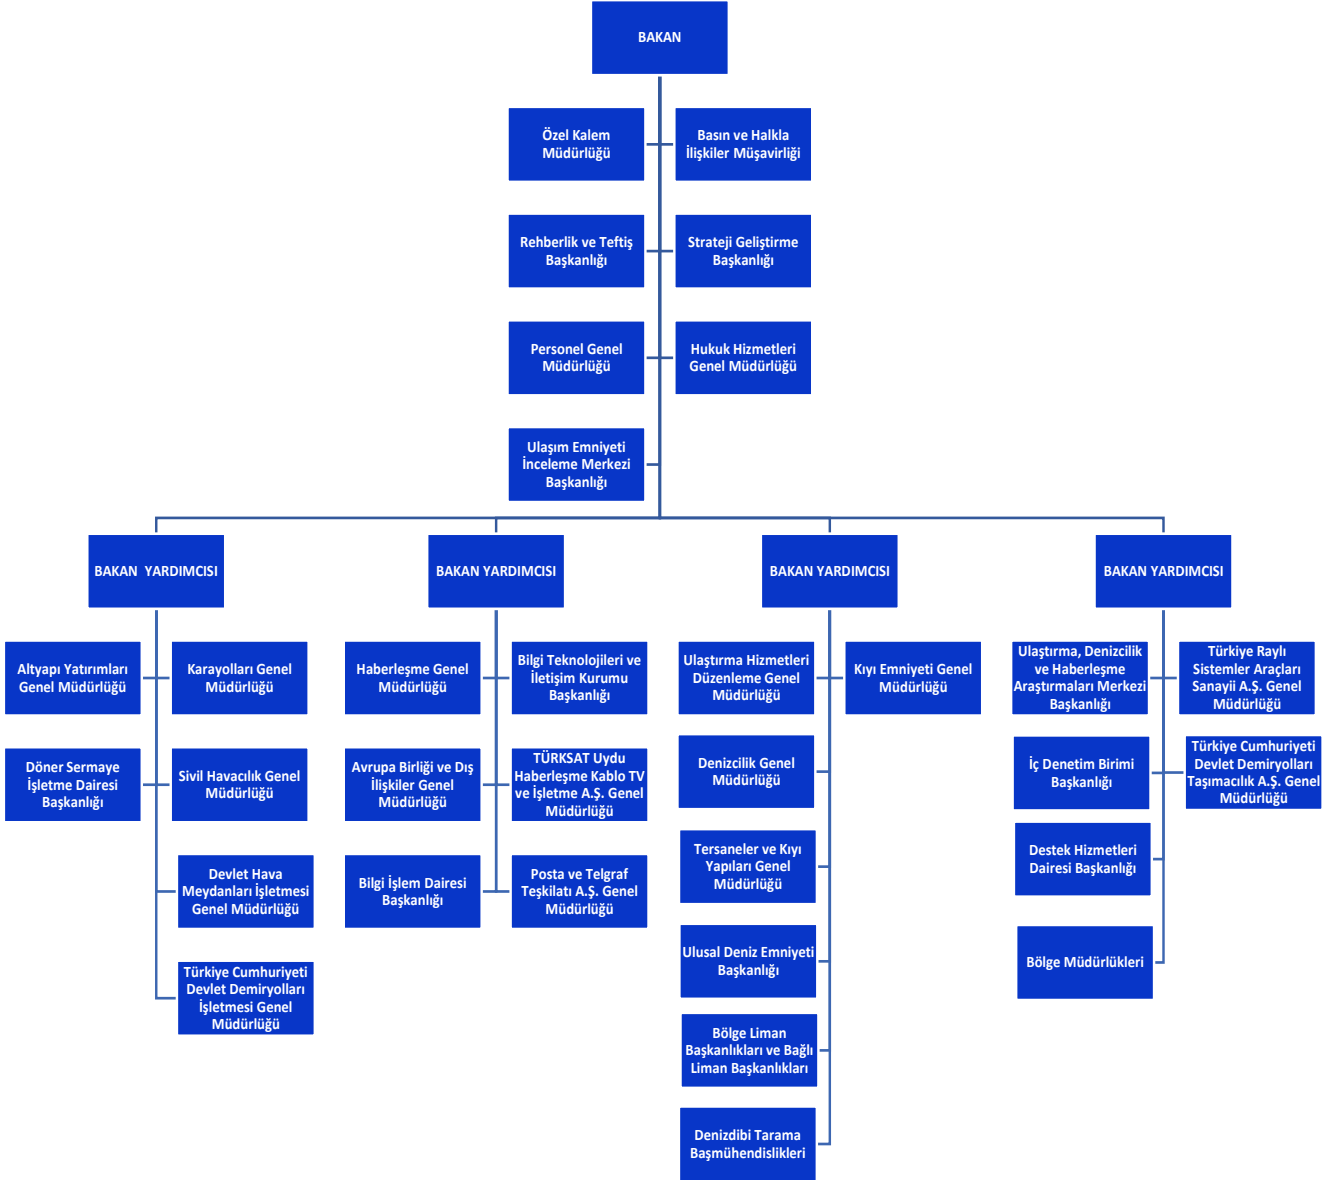 BAKAN
Özel Kalem
Müdürlüğü
Basın ve Halkla
İlişkiler Müşavirliği
Rehberlik ve Teftiş
Başkanlığı
Strateji Geliştirme
Başkanlığı
Personel Genel
Müdürlüğü
Hukuk Hizmetleri
Genel Müdürlüğü
Ulaşım Emniyeti
İnceleme Merkezi
Başkanlığı
BAKAN YARDIMCISI
Altyapı Yatırımları
Genel Müdürlüğü
Karayolları Genel
Müdürlüğü
Döner Sermaye
İşletme Dairesi
Başkanlığı
Sivil Havacılık Genel
Müdürlüğü
Devlet Hava
Meydanları İşletmesi
Genel Müdürlüğü
Türkiye Cumhuriyeti
Devlet Demiryolları
İşletmesi Genel
Müdürlüğü
BAKAN YARDIMCISI
Haberleşme Genel
Müdürlüğü
Bilgi Teknolojileri ve
İletişim Kurumu
Başkanlığı
Avrupa Birliği ve Dış
İlişkiler Genel
Müdürlüğü
TÜRKSAT Uydu
Haberleşme Kablo TV
ve İşletme A.Ş. Genel
Müdürlüğü
Bilgi İşlem Dairesi
Başkanlığı
Posta ve Telgraf
Teşkilatı A.Ş. Genel
Müdürlüğü
BAKAN YARDIMCISI
Ulaştırma Hizmetleri
Düzenleme Genel
Müdürlüğü
Kıyı Emniyeti Genel
Müdürlüğü
Denizcilik Genel
Müdürlüğü
Tersaneler ve Kıyı
Yapıları Genel
Müdürlüğü
Ulusal Deniz Emniyeti
Başkanlığı
Bölge Liman
Başkanlıkları ve Bağlı
Liman Başkanlıkları
Denizdibi Tarama
Başmühendislikleri
BAKAN YARDIMCISI
Ulaştırma, Denizcilik
ve Haberleşme
Araştırmaları Merkezi
Başkanlığı
Türkiye Raylı
Sistemler Araçları
Sanayii A.Ş. Genel
Müdürlüğü
İç Denetim Birimi
Başkanlığı
Türkiye Cumhuriyeti
Devlet Demiryolları
Taşımacılık A.Ş. Genel
Müdürlüğü
Destek Hizmetleri
Dairesi Başkanlığı
Bölge Müdürlükleri